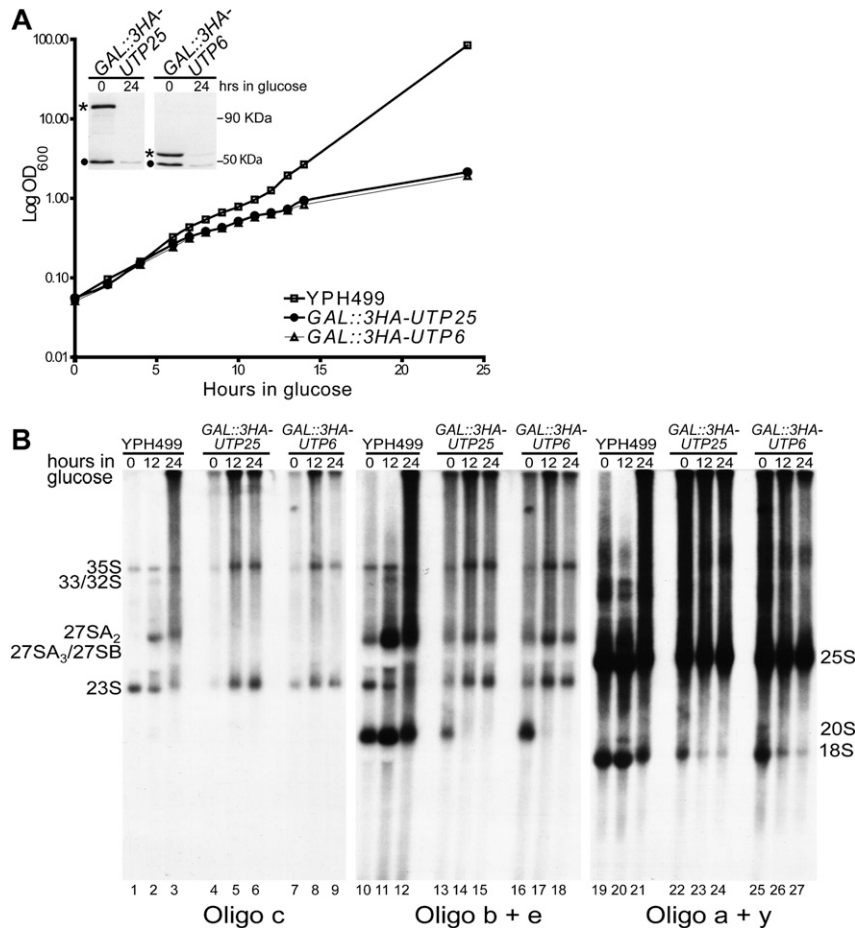 A
GAL::3HA-UTP25
GAL::3HA-UTP6
0 24 0 24 hrs in glucose
*
-90 KDa
*
-50 KDa
Log OD600
100.00
10.00
1.00
0.10
0.01
0 5 10 15 20 25
Hours in glucose
YPH499
GAL::3HA-UTP25
GAL::3HA-UTP6
B
YPH499 GAL::3HA-UTP25 GAL::3HA-UTP6 YPH499 GAL::3HA-UTP25 GAL::3HA-UTP6 YPH499 GAL::3HA-UTP25 GAL::3HA-UTP6
hours in glucose
0 12 24 0 12 24 0 12 24 0 12 24 0 12 24 0 12 24 0 12 24 0 12 24 0 12 24
35S
33/32S
27SA2
27SA3/27SB
23S
25S
20S
18S
1 2 3 4 5 6 7 8 9 10 11 12 13 14 15 16 17 18 19 20 21 22 23 24 25 26 27
Oligo c Oligo b + e Oligo a + y